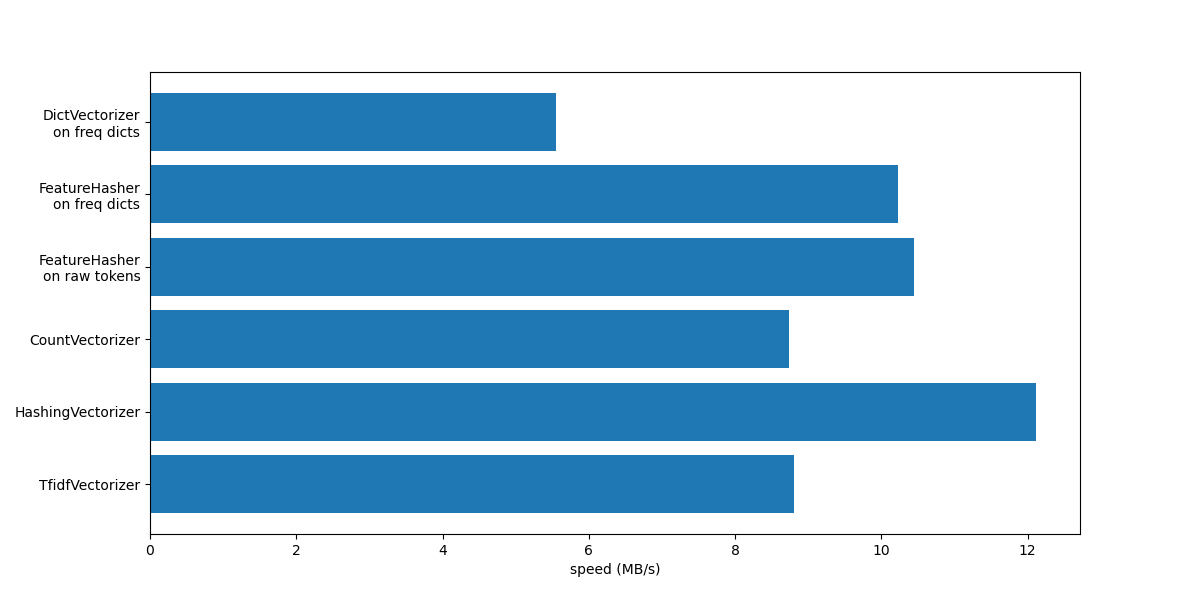 DictVectorizer
on freq dicts
FeatureHasher
on freq dicts
FeatureHasher
on raw tokens
CountVectorizer
HashingVectorizer
TfidfVectorizer
0 2 4 6 8 10 12
speed (MB/s)